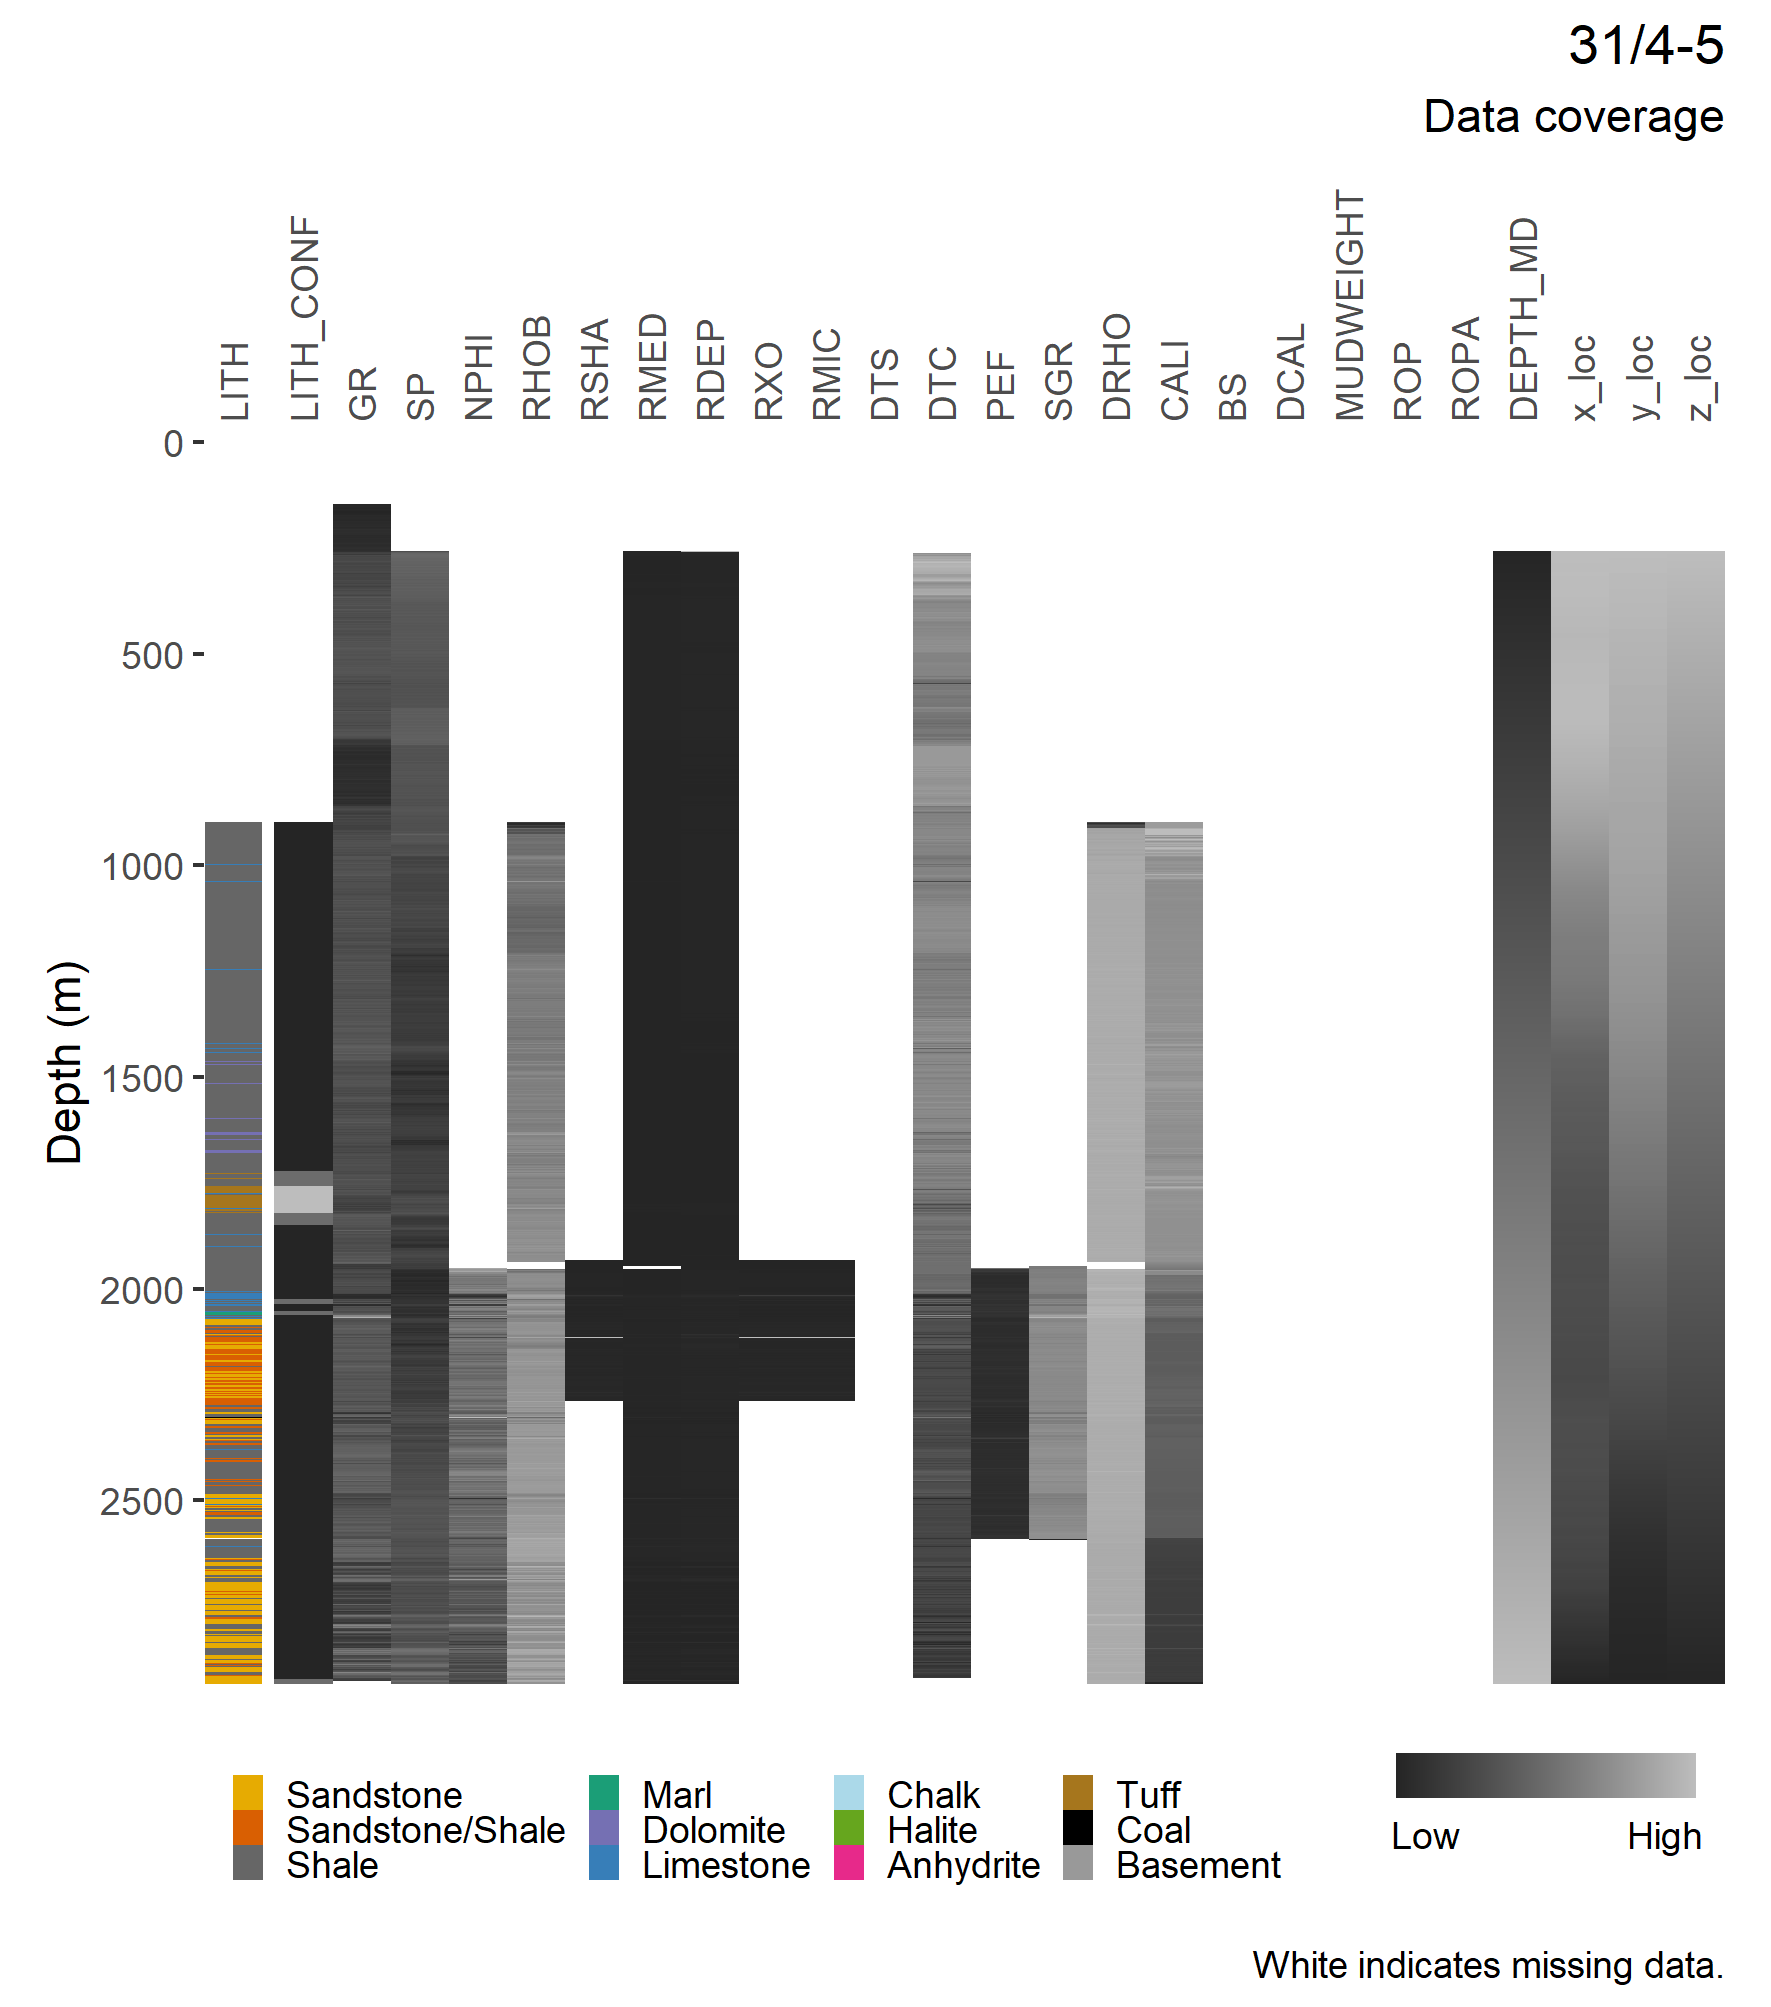 31/4-5
Data coverage
LITH
LITH_CONF
GR
SP
NPHI
RHOB
RSHA
RMED
RDEP
RXO
RMIC
DTS
DTC
PEF
SGR
DRHO
CALI
BS
DCAL
MUDWEIGHT
ROP
ROPA
DEPTH_MD
x_loc
y_loc
z_loc
0
500
1000
1500
2000
2500
Depth (m)
Sandstone
Sandstone/Shale
Shale
Marl
Dolomite
Limestone
Chalk
Halite
Anhydrite
Tuff
Coal
Basement
Low High
White indicates missing data.